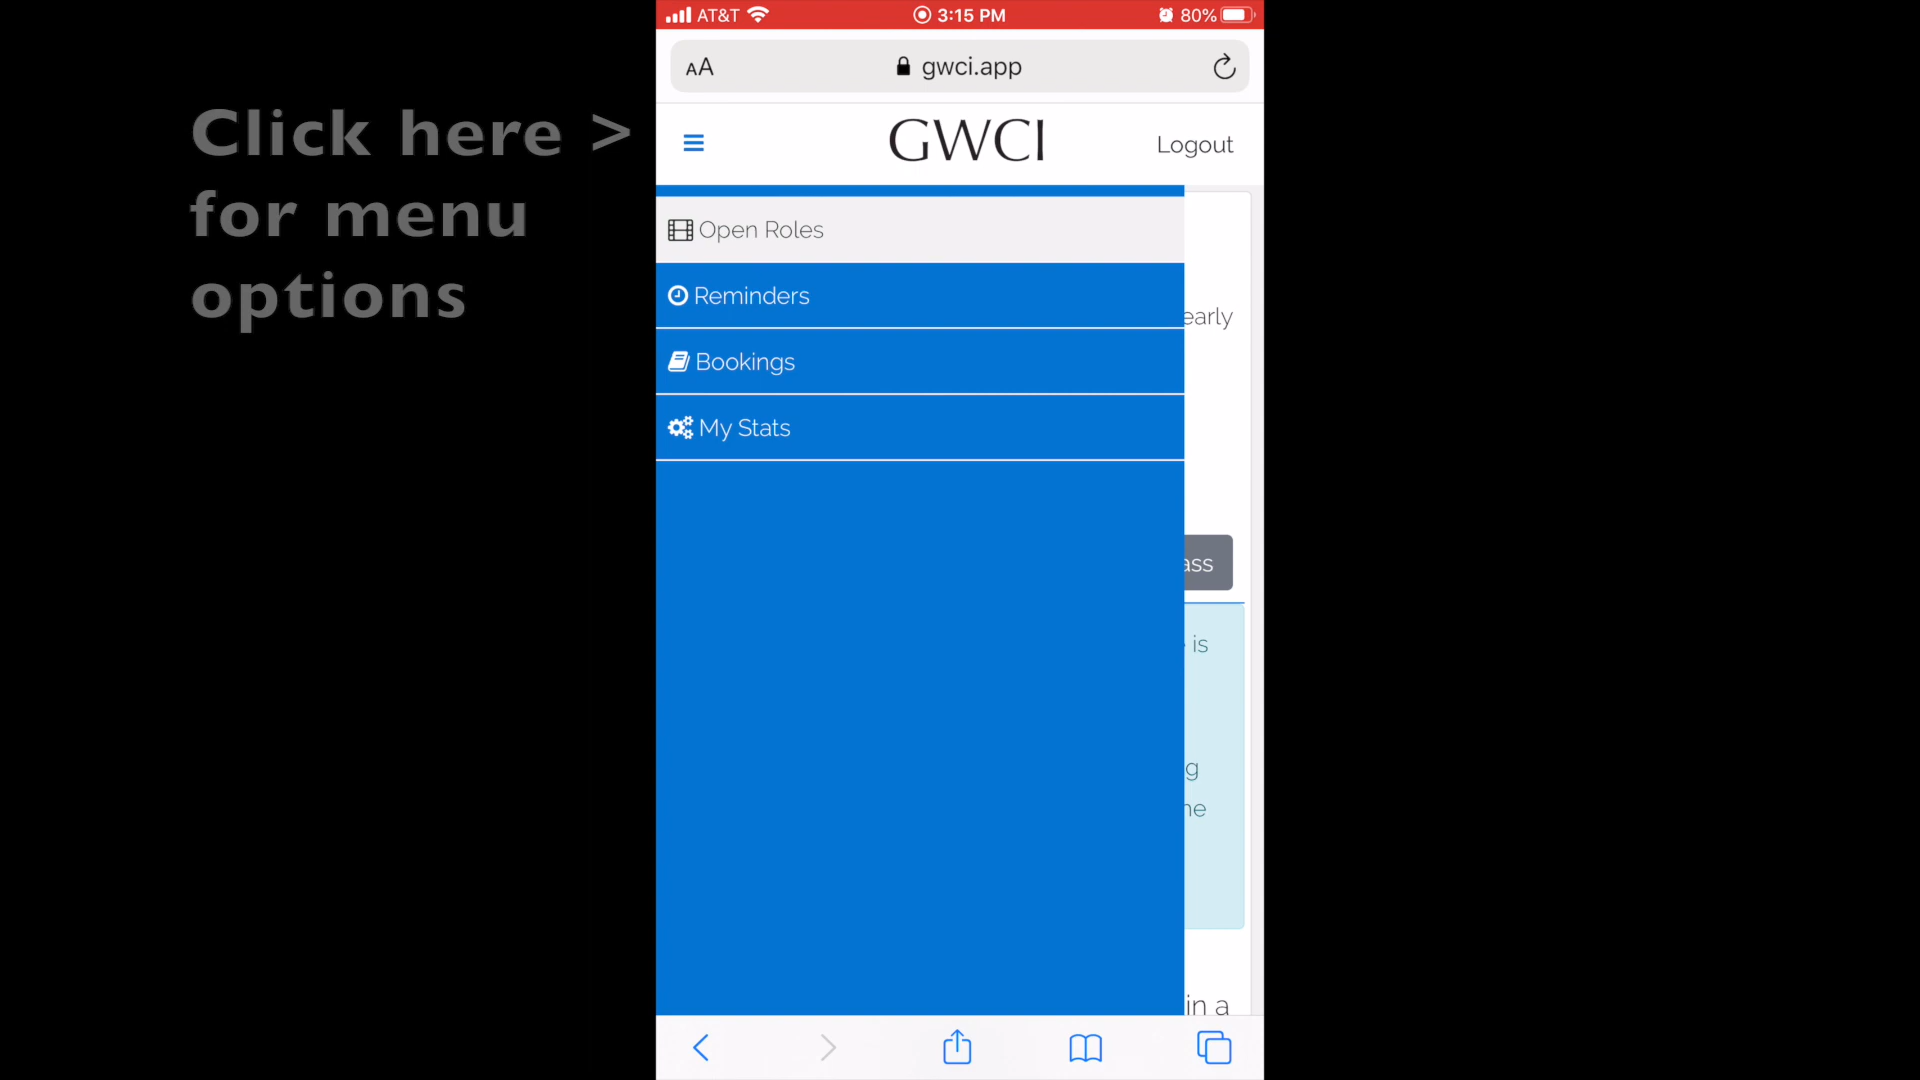 AT&T 3:15 PM 80%
AA gwci.app
Click here >
for menu
options
GWCI Logout
Open Roles
Reminders
early
Bookings
My Stats
ass
is
g
in a